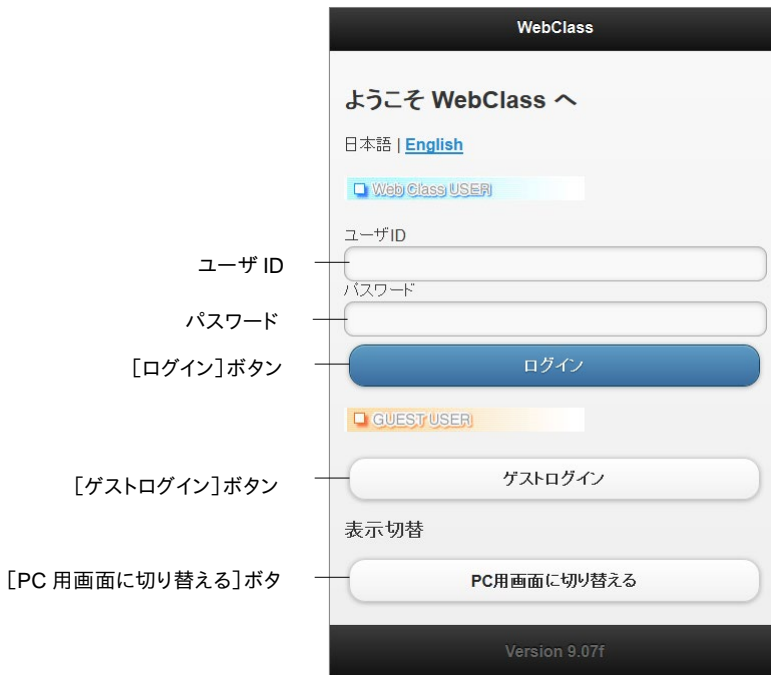 WebClass
ようこそ WebClass へ
日本語 | English
Web Class USER
ユーザID
ユーザ ID
パスワード
パスワード
[ログイン]ボタン
ログイン
GUEST USER
[ゲストログイン]ボタン
ゲストログイン
表示切替
[PC 用画面に切り替える]ボタ
PC用画面に切り替える
Version 9.07f